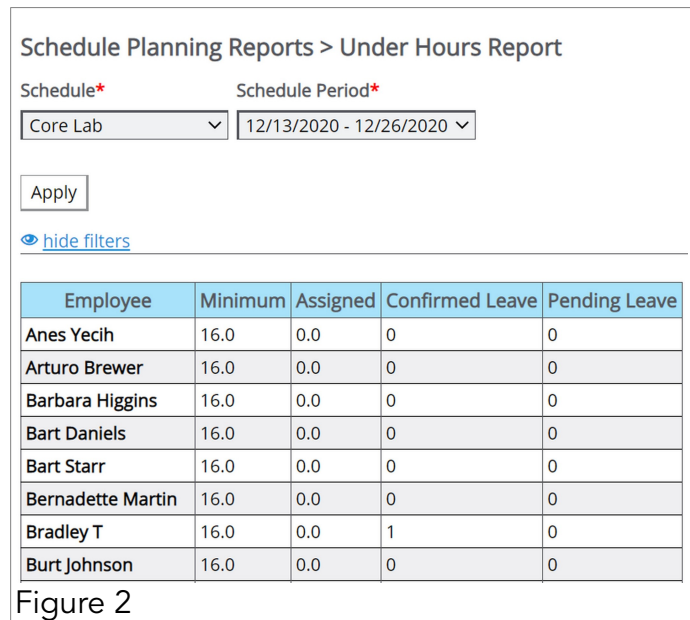 Schedule Planning Reports > Under Hours Report
Schedule* Schedule Period*
Core Lab 12/13/2020 - 12/26/2020
Apply
hide filters
Employee Minimum Assigned Confirmed Leave Pending Leave
Anes Yecih 16.0 0.0 0 0
Arturo Brewer 16.0 0.0 0 0
Barbara Higgins 16.0 0.0 0 0
Bart Daniels 16.0 0.0 0 0
Bart Starr 16.0 0.0 0 0
Bernadette Martin 16.0 0.0 0 0
Bradley T 16.0 0.0 1 0
Burt Johnson 16.0 0.0 0 0
Figure 2